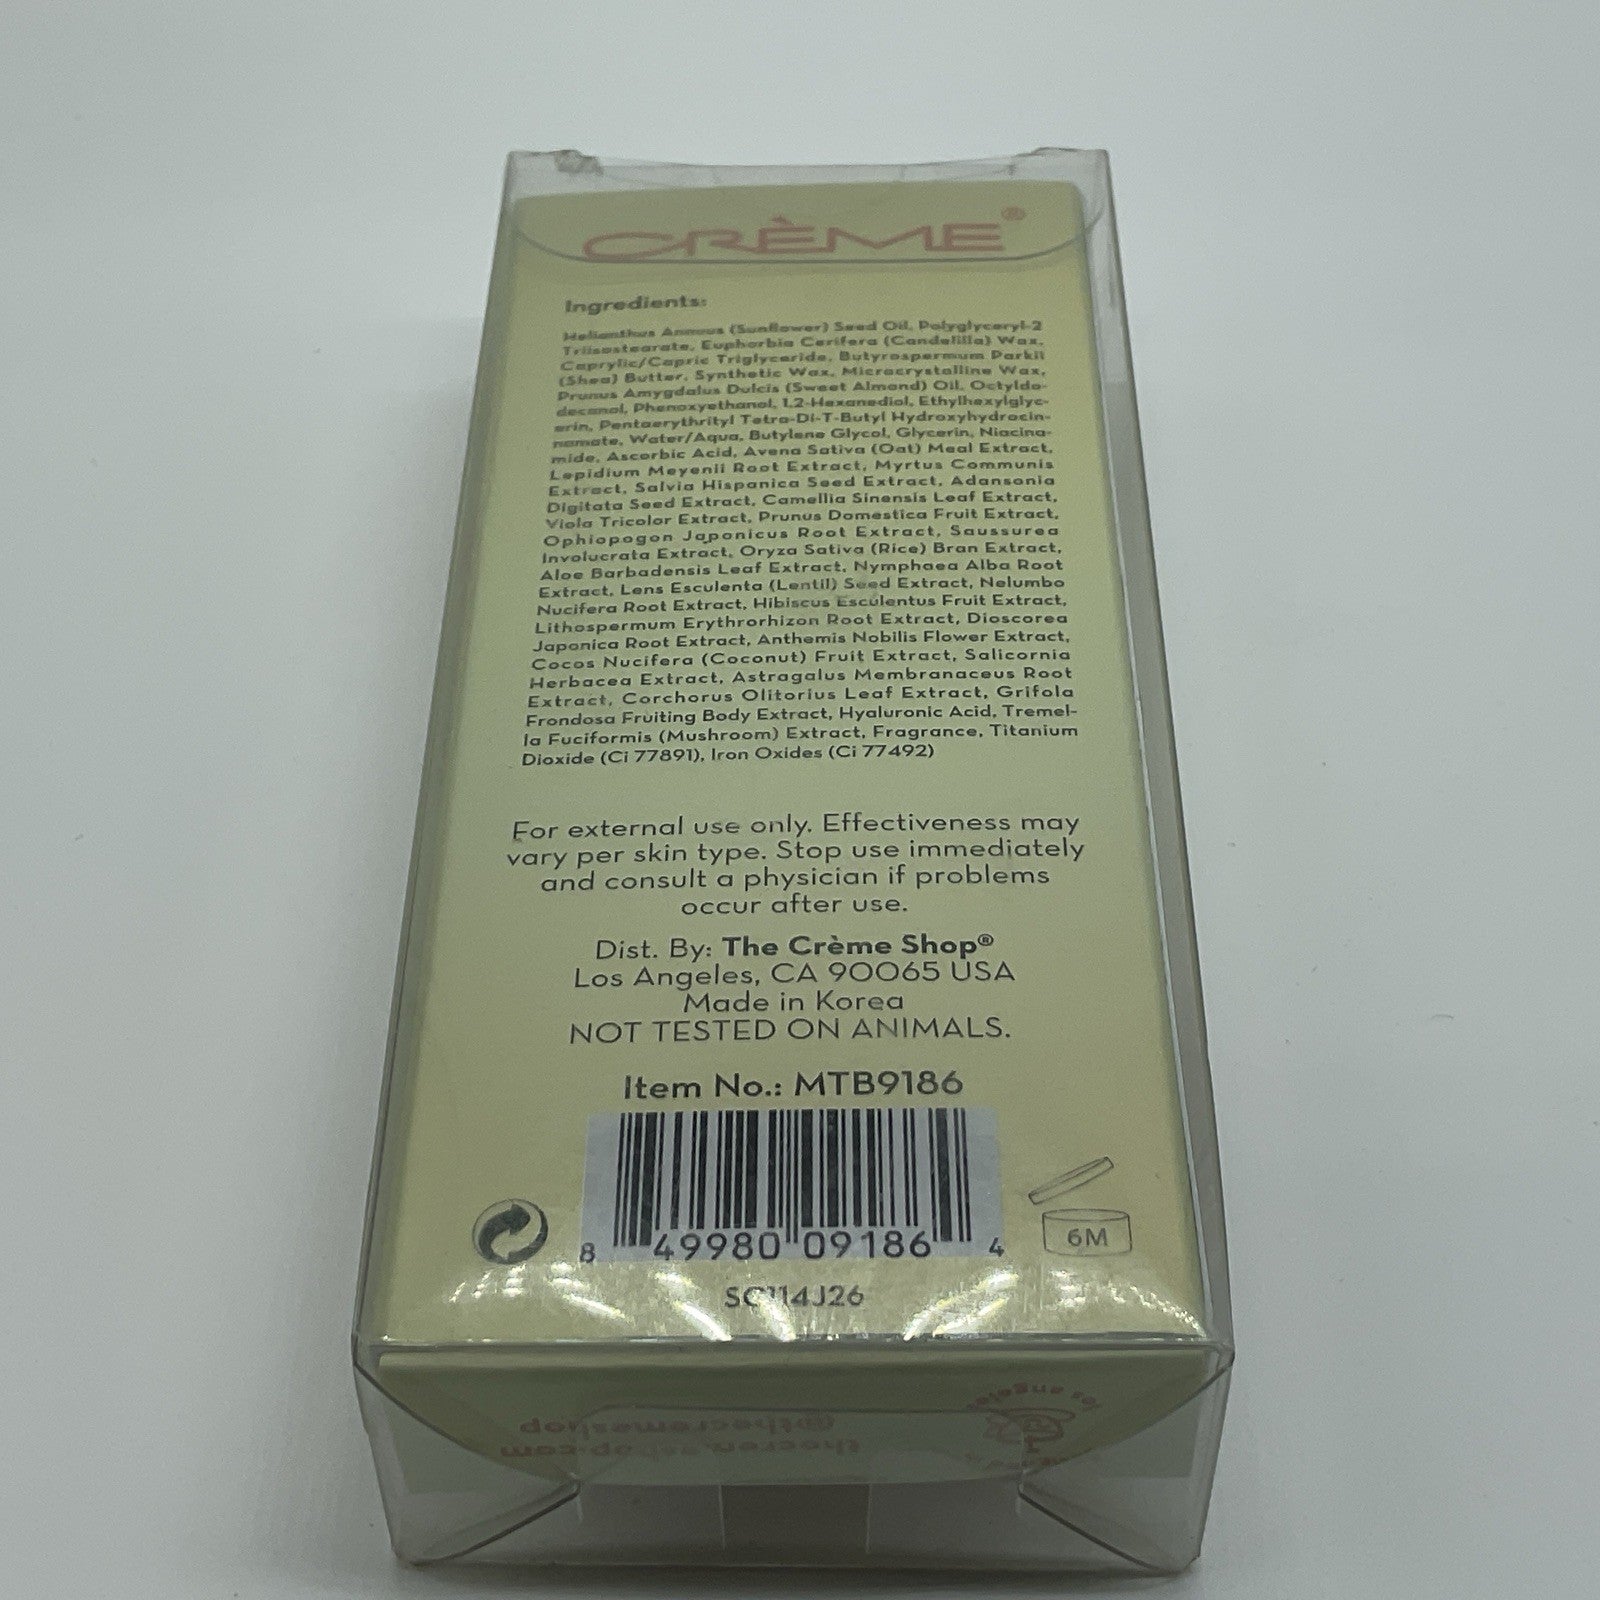 CRÈME®
Ingredients:
Helianthus Annuus (Sunflower) Seed Oil, Polyglyceryl-2
Triisostearate, Euphorbia Cerifera (Candelilla) Wax,
Caprylic/Capric Triglyceride, Butyrospermum Parkii
(Shea) Butter, Synthetic Wax, Microcrystalline Wax,
Prunus Amygdalus Dulcis (Sweet Almond) Oil, Octyldo-
decanol, Phenoxyethanol, 1,2-Hexanediol, Ethylhexylglyc-
erin, Pentaerythrityl Tetra-Di-T-Butyl Hydroxyhydrocin-
namate, Water/Aqua, Butylene Glycol, Glycerin, Niacina-
mide, Ascorbic Acid, Avena Sativa (Oat) Meal Extract,
Lepidium Meyenii Root Extract, Myrtus Communis
Extract, Salvia Hispanica Seed Extract, Adansonia
Digitata Seed Extract, Camellia Sinensis Leaf Extract,
Viola Tricolor Extract, Prunus Domestica Fruit Extract,
Ophiopogon Japonicus Root Extract, Saussurea
Involucrata Extract, Oryza Sativa (Rice) Bran Extract,
Aloe Barbadensis Leaf Extract, Nymphaea Alba Root
Extract, Lens Esculenta (Lentil) Seed Extract, Nelumbo
Nucifera Root Extract, Hibiscus Esculentus Fruit Extract,
Lithospermum Erythrorhizon Root Extract, Dioscorea
Japonica Root Extract, Anthemis Nobilis Flower Extract,
Cocos Nucifera (Coconut) Fruit Extract, Salicornia
Herbacea Extract, Astragalus Membranaceus Root
Extract, Corchorus Olitorius Leaf Extract, Grifola
Frondosa Fruiting Body Extract, Hyaluronic Acid, Tremel-
la Fuciformis (Mushroom) Extract, Fragrance, Titanium
Dioxide (Ci 77891), Iron Oxides (Ci 77492)
For external use only. Effectiveness may
vary per skin type. Stop use immediately
and consult a physician if problems
occur after use.
Dist. By: The Crème Shop®
Los Angeles, CA 90065 USA
Made in Korea
NOT TESTED ON ANIMALS.
Item No.: MTB9186
8 49980 09186 4
6M
SC114J26
@thecremeshop
thecremeshop.com
los angeles